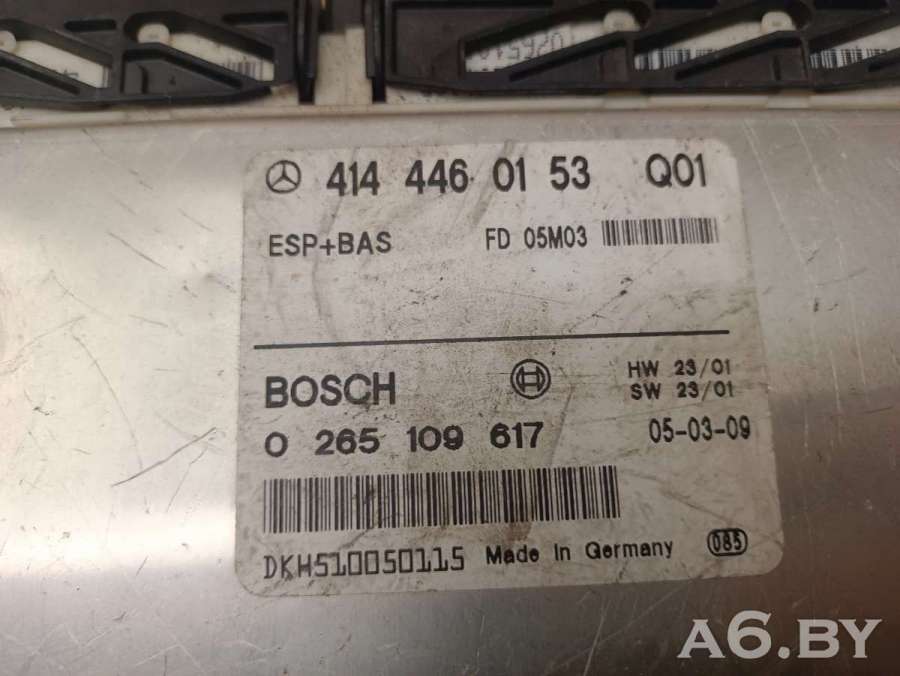 414 446 01 53 Q01
ESP+BAS FD 05M03
BOSCH HW 23/01
SW 23/01
0 265 109 617 05-03-09
DKH510050115 Made In Germany 085
A6.BY